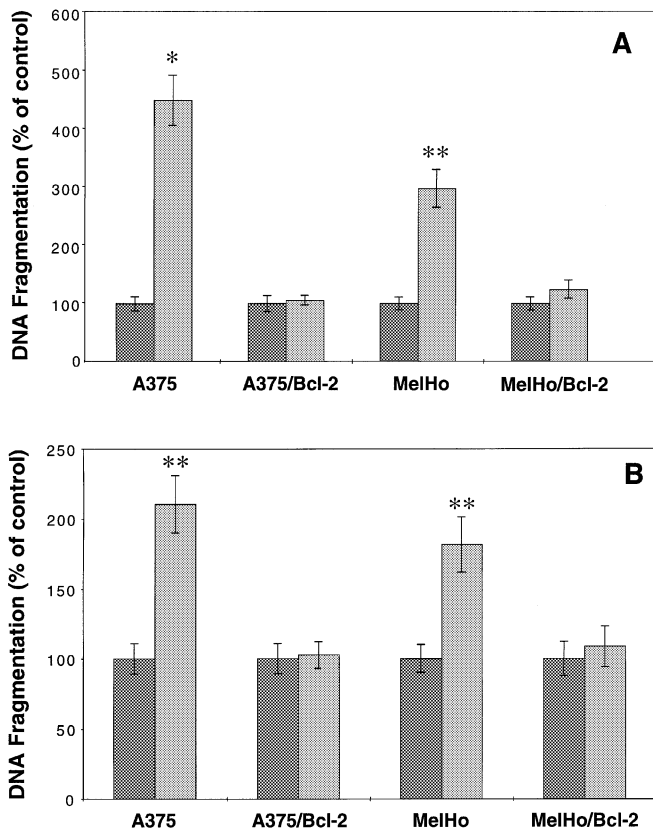 A
DNA Fragmentation (% of control)
600
500
400
300
200
100
0
*
**
A375
A375/Bcl-2
MelHo
MelHo/Bcl-2
B
DNA Fragmentation (% of control)
250
200
150
100
50
0
**
**
A375
A375/Bcl-2
MelHo
MelHo/Bcl-2